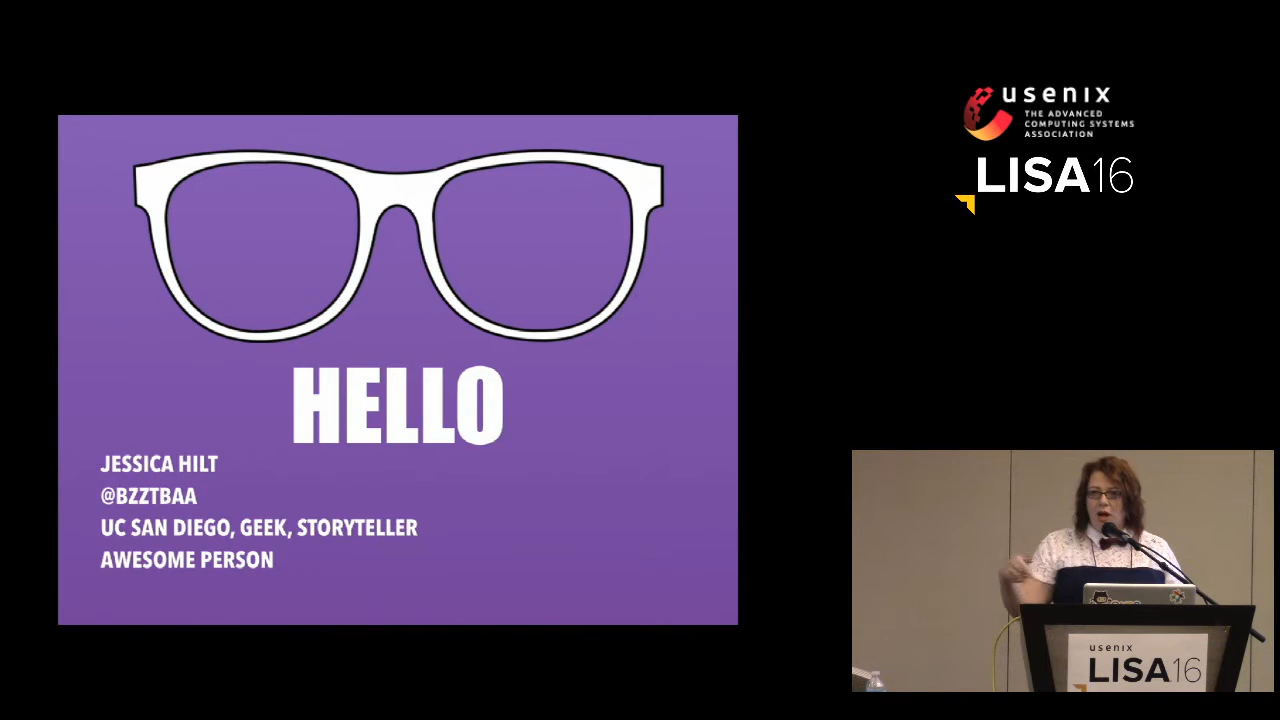 HELLO
JESSICA HILT
@BZZTBAA
UC SAN DIEGO, GEEK, STORYTELLER
AWESOME PERSON
usenix
THE ADVANCED
COMPUTING SYSTEMS
ASSOCIATION
LISA16
usenix
LISA16